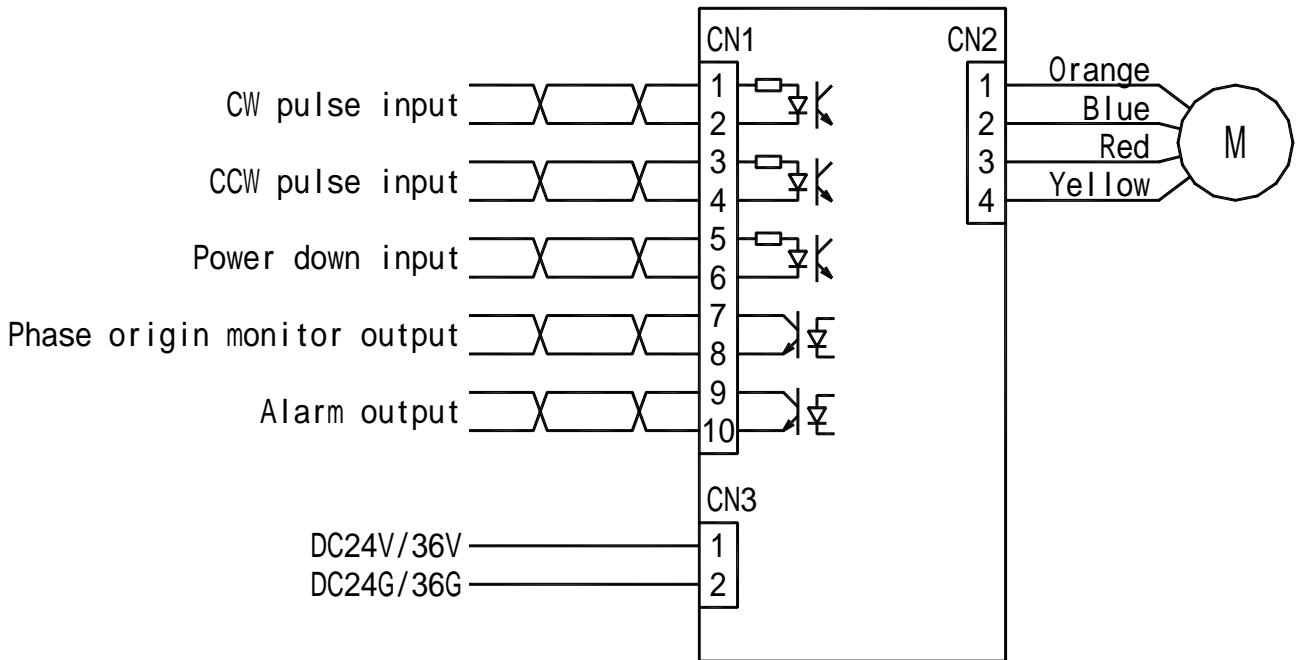 CN1
CN2
CW pulse input
1
2
CCW pulse input
3
4
Power down input
5
6
Phase origin monitor output
7
8
Alarm output
9
10
1
2
3
4
Orange
Blue
Red
Yellow
M
CN3
DC24V/36V
1
DC24G/36G
2